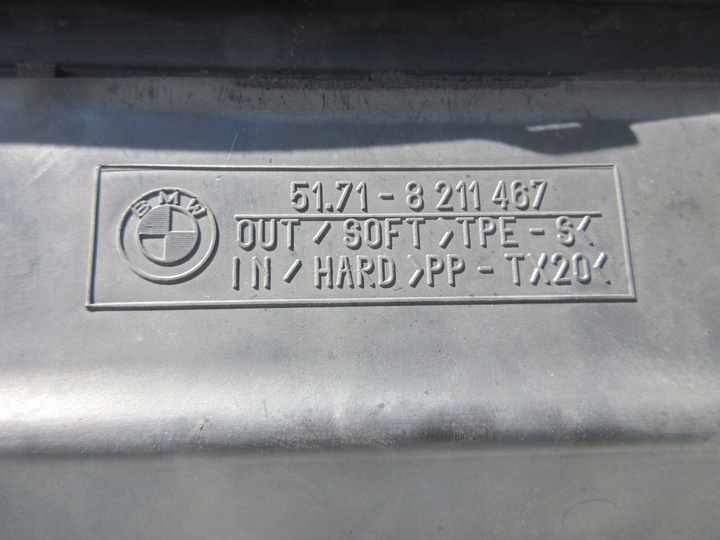 BMW
51.71 - 8 211 467
OUT / SOFT >TPE - S<
IN / HARD >PP - TX20<